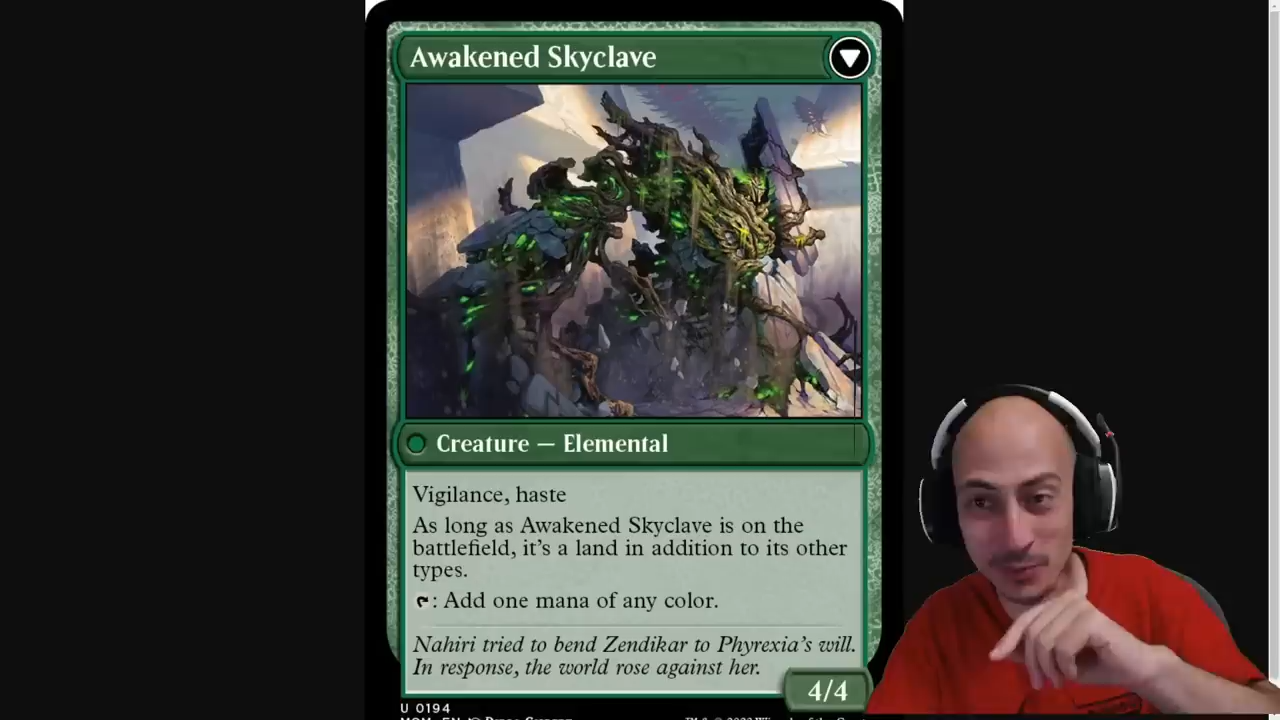 Awakened Skyclave
Creature — Elemental
Vigilance, haste
As long as Awakened Skyclave is on the
battlefield, it's a land in addition to its other
types.
: Add one mana of any color.
Nahiri tried to bend Zendikar to Phyrexia's will.
In response, the world rose against her.
4/4
U 0194